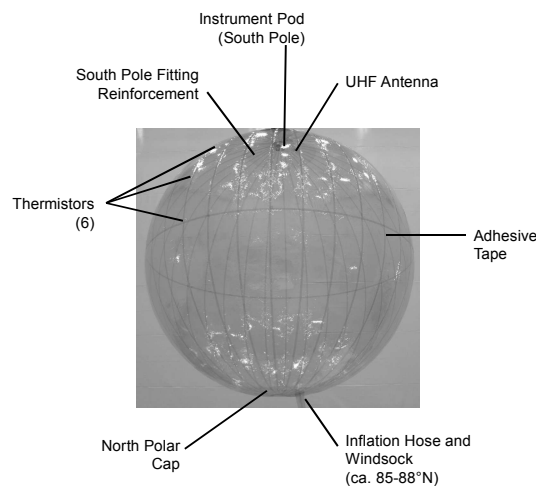 Instrument Pod
(South Pole)
South Pole Fitting
Reinforcement
UHF Antenna
Thermistors
(6)
Adhesive
Tape
North Polar
Cap
Inflation Hose and
Windsock
(ca. 85-88°N)